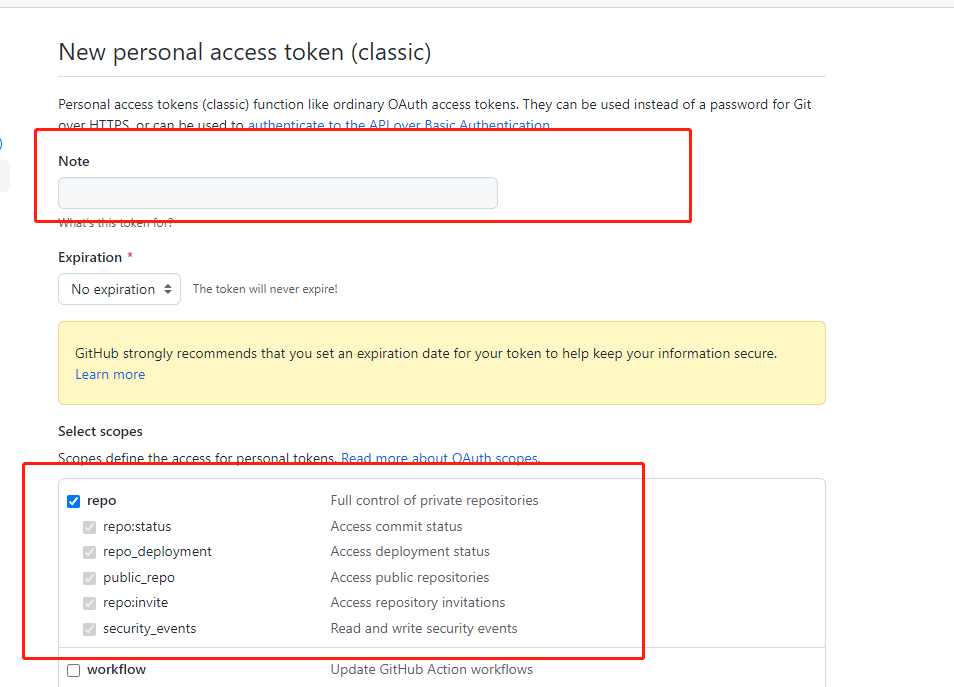 New personal access token (classic)
Personal access tokens (classic) function like ordinary OAuth access tokens. They can be used instead of a password for Git
over HTTPS, or can be used to authenticate to the API over Basic Authentication.
Note
What's this token for?
Expiration *
No expiration The token will never expire!
GitHub strongly recommends that you set an expiration date for your token to help keep your information secure.
Learn more
Select scopes
Scopes define the access for personal tokens. Read more about OAuth scopes.
repo Full control of private repositories
repo:status Access commit status
repo_deployment Access deployment status
public_repo Access public repositories
repo:invite Access repository invitations
security_events Read and write security events
workflow Update GitHub Action workflows